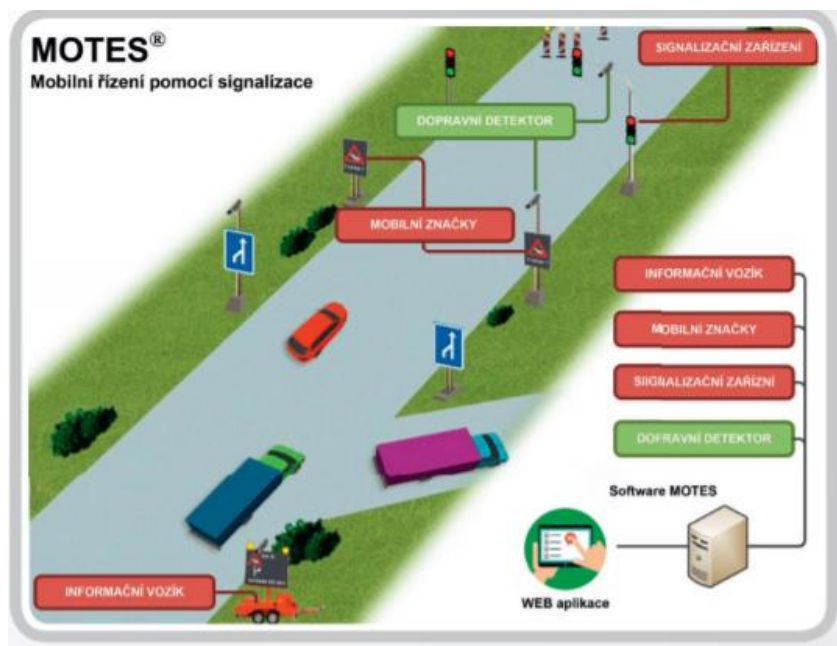 MOTES®
Mobilní řízení pomocí signalizace
SIGNALIZAČNÍ ZAŘÍZENÍ
DOPRAVNÍ DETEKTOR
MOBILNÍ ZNAČKY
INFORMAČNÍ VOZÍK
MOBILNÍ ZNAČKY
SIIGNALIZAČNÍ ZAŘÍZNÍ
DOFRAVNÍ DETEKTOR
Software MOTES
WEB aplikace
INFORMAČNÍ VOZÍK